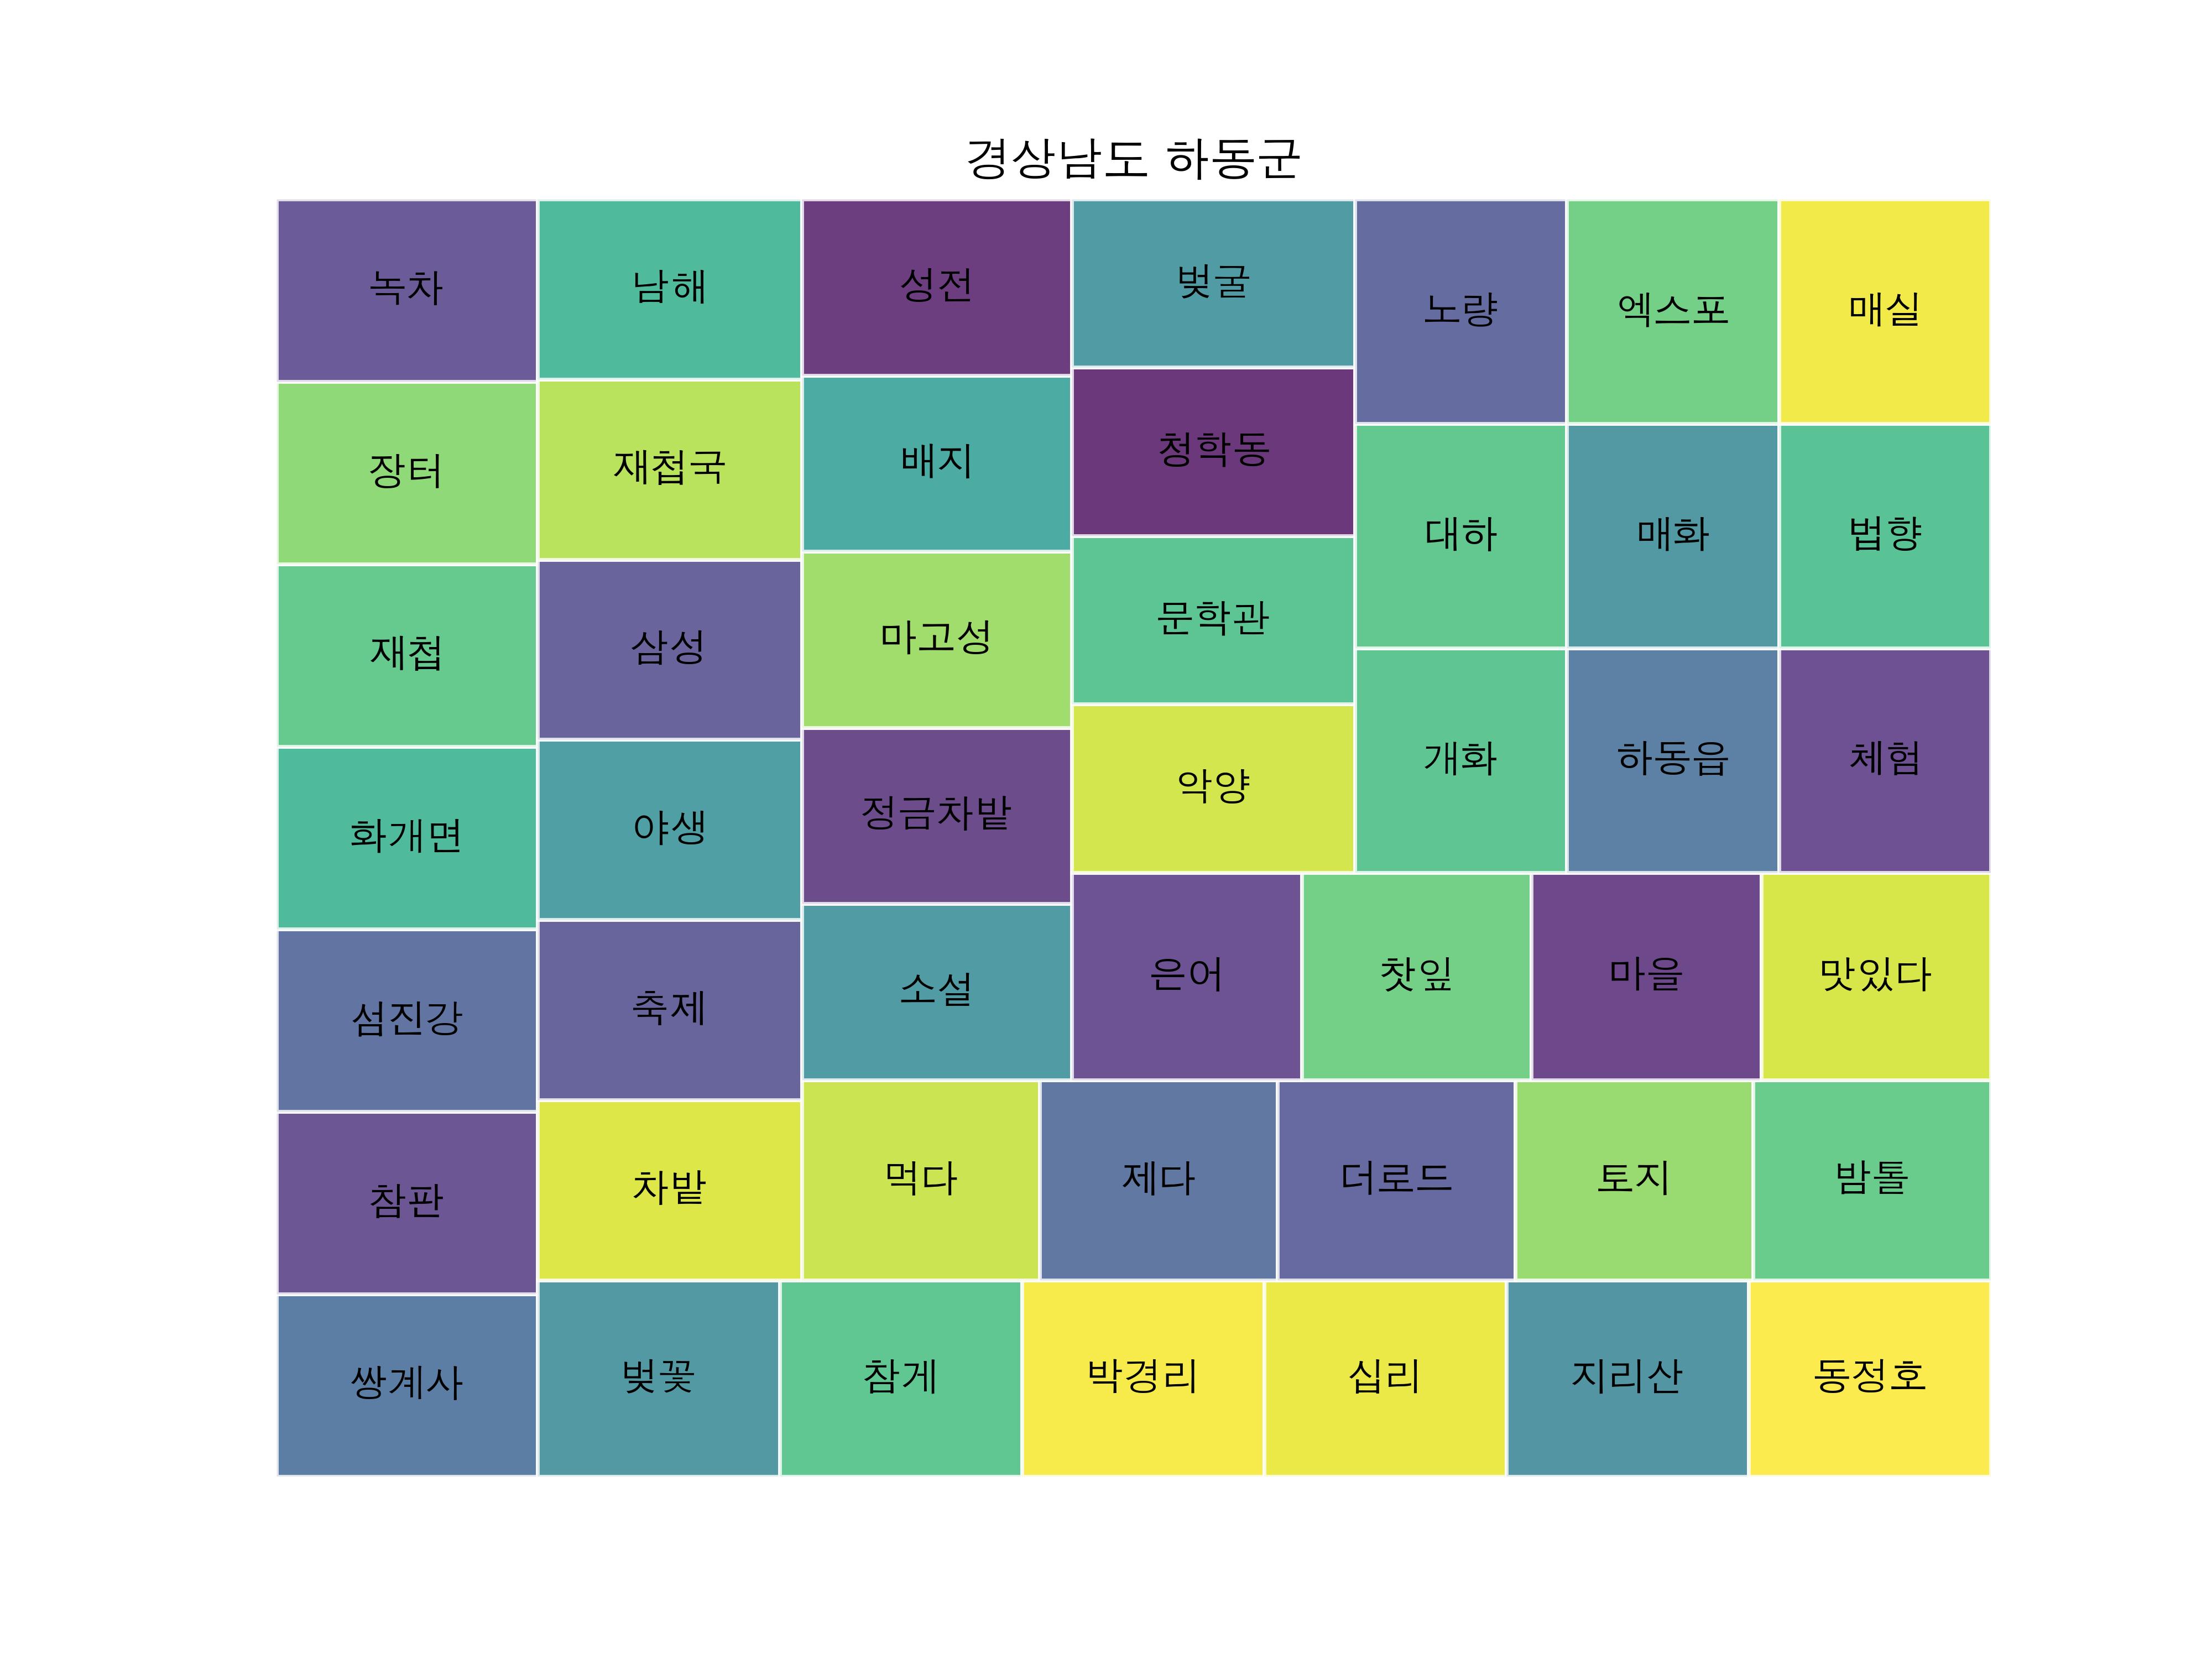 경상남도 하동군
녹차
남해
성전
벚굴
노량
엑스포
매실
장터
재첩국
배지
청학동
대하
매화
법향
재첩
삼성
마고성
문학관
화개면
야생
정금차밭
악양
개화
하동읍
체험
섬진강
축제
소설
은어
찻잎
마을
맛있다
참판
차밭
먹다
제다
더로드
토지
밤톨
쌍계사
벚꽃
참게
박경리
십리
지리산
동정호